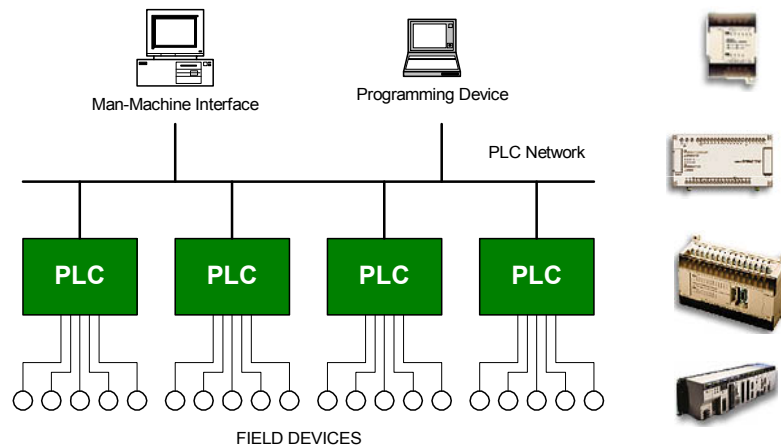 Man-Machine Interface
Programming Device
PLC Network
PLC PLC PLC PLC
FIELD DEVICES